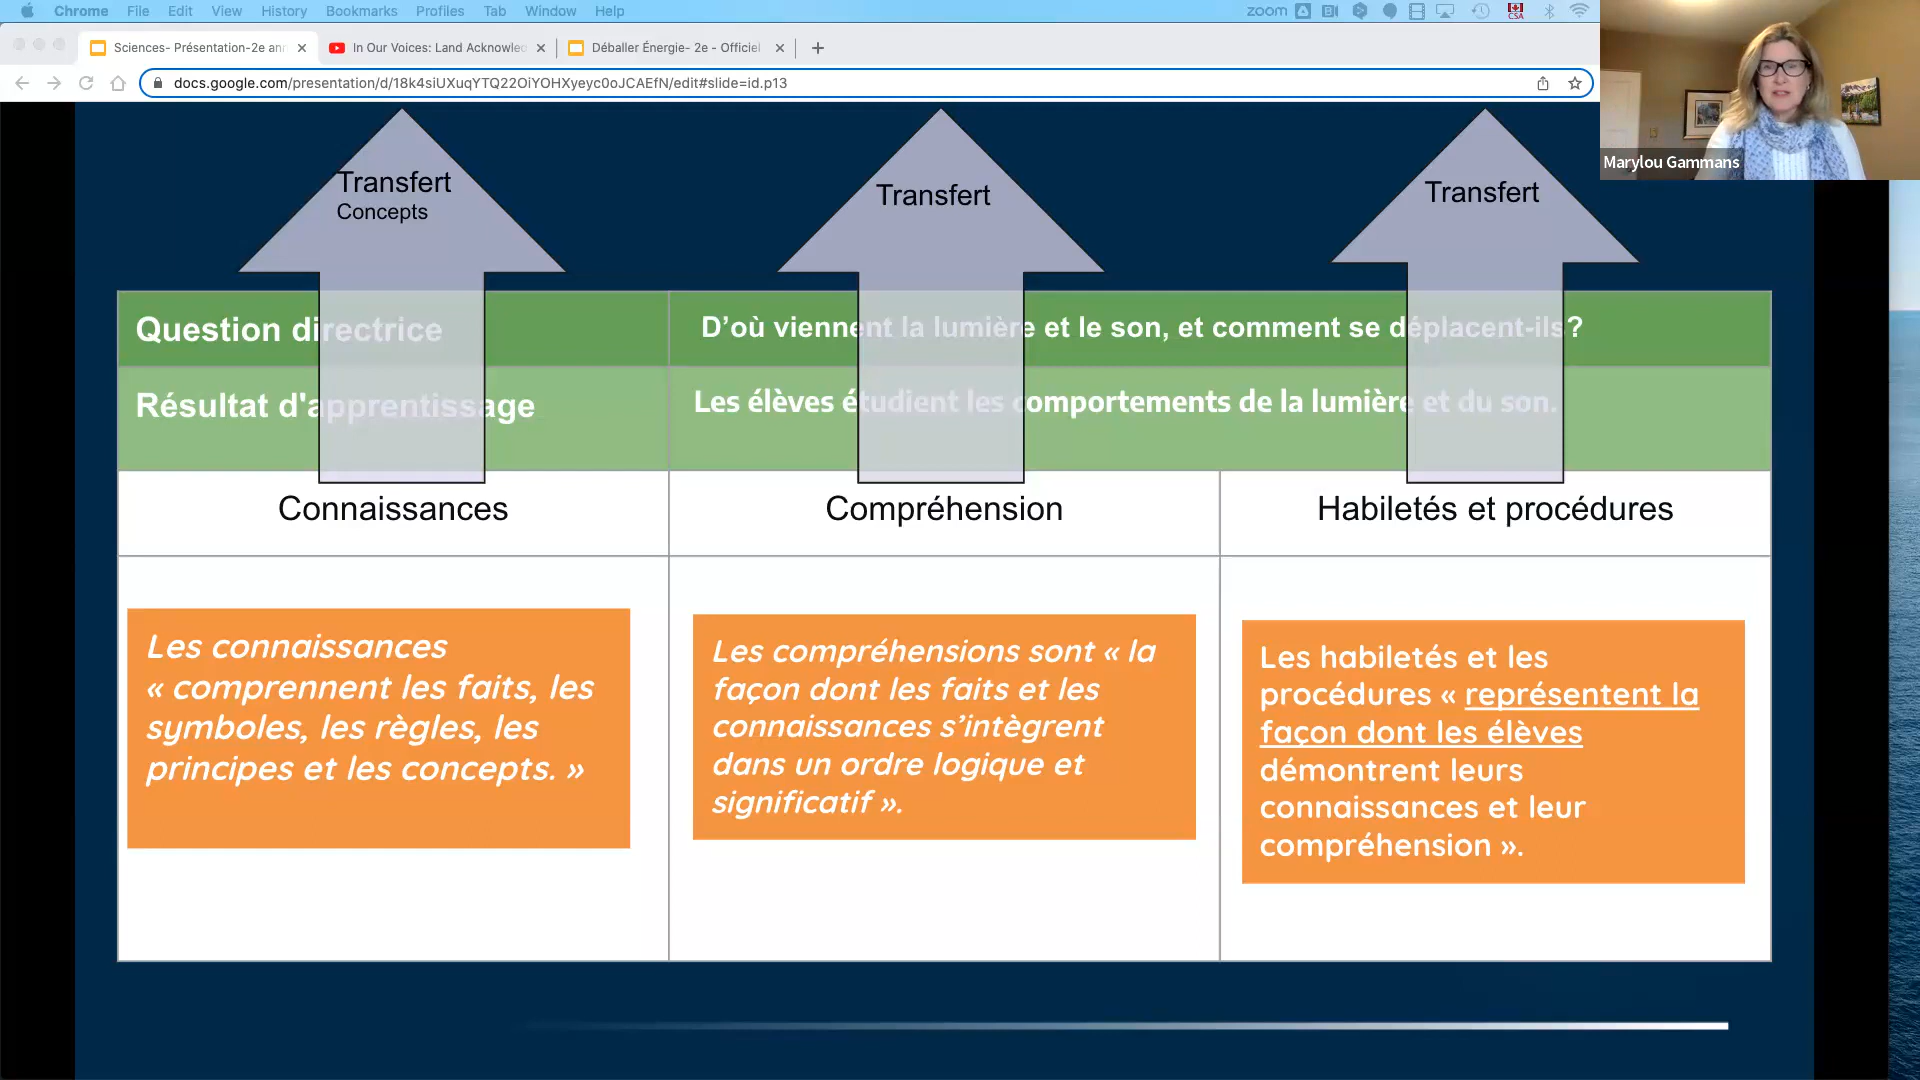 Chrome File Edit View History Bookmarks Profiles Tab Window Help zoom CSA
Sciences- Présentation-2e an
In Our Voices: Land Acknowle
Déballer Énergie- 2e - Officiel
docs.google.com/presentation/d/18k4siUXuqYTQ22OiYOHXyeyc0oJCAEfN/edit#slide=id.p13
Marylou Gammans
Transfert
Concepts
Transfert
Transfert
Question directrice
D’où viennent la lumière et le son, et comment se déplacent-ils?
Résultat d'apprentissage
Les élèves étudient les comportements de la lumière et du son.
Connaissances
Compréhension
Habiletés et procédures
Les connaissances
« comprennent les faits, les
symboles, les règles, les
principes et les concepts. »
Les compréhensions sont « la
façon dont les faits et les
connaissances s’intègrent
dans un ordre logique et
significatif ».
Les habiletés et les
procédures « représentent la
façon dont les élèves
démontrent leurs
connaissances et leur
compréhension ».